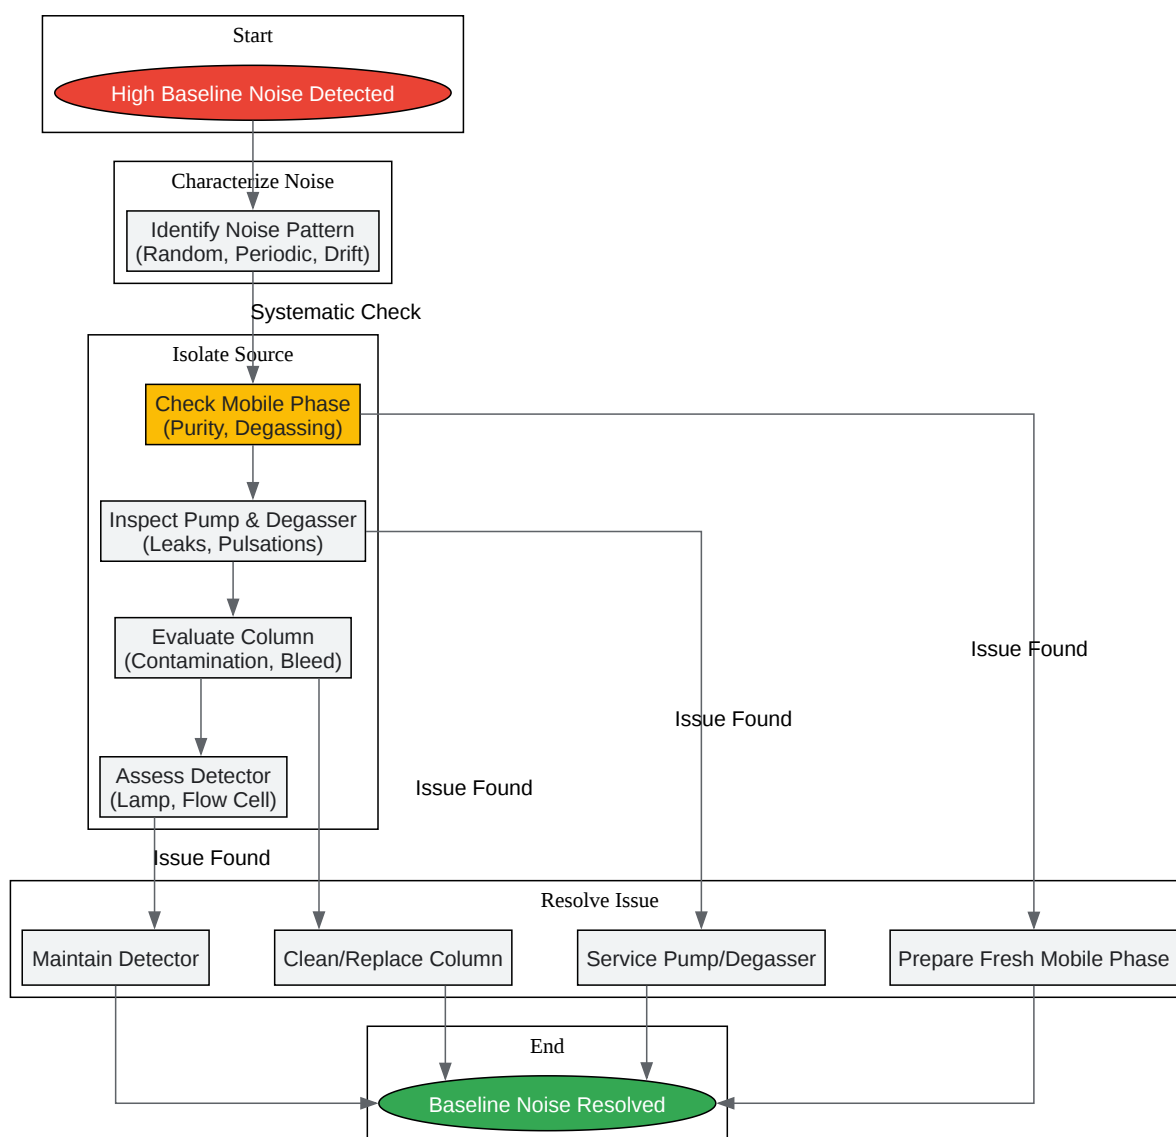 Start
High Baseline Noise Detected
Characterize Noise
Identify Noise Pattern
(Random, Periodic, Drift)
Systematic Check
Isolate Source
Check Mobile Phase
(Purity, Degassing)
Inspect Pump & Degasser
(Leaks, Pulsations)
Evaluate Column
(Contamination, Bleed)
Issue Found
Issue Found
Assess Detector
(Lamp, Flow Cell)
Issue Found
Issue Found
Resolve Issue
Maintain Detector
Clean/Replace Column
Service Pump/Degasser
Prepare Fresh Mobile Phase
End
Baseline Noise Resolved